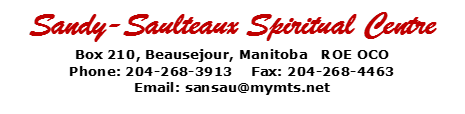 Sandy-Saulteaux Spiritual Centre
Box 210, Beausejour, Manitoba ROE OCO
Phone: 204-268-3913 Fax: 204-268-4463
Email: sansau@mymts.net